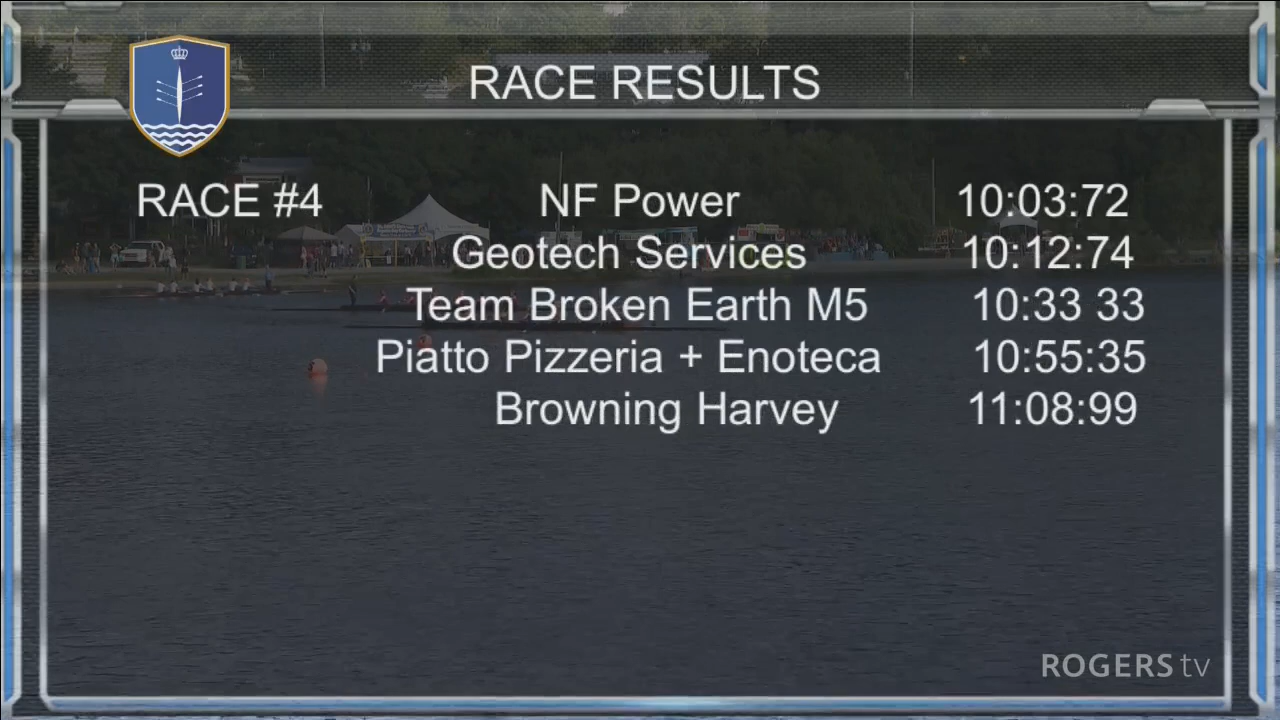 RACE RESULTS
RACE #4 NF Power 10:03:72
Geotech Services 10:12:74
Team Broken Earth M5 10:33 33
Piatto Pizzeria + Enoteca 10:55:35
Browning Harvey 11:08:99
ROGERS tv